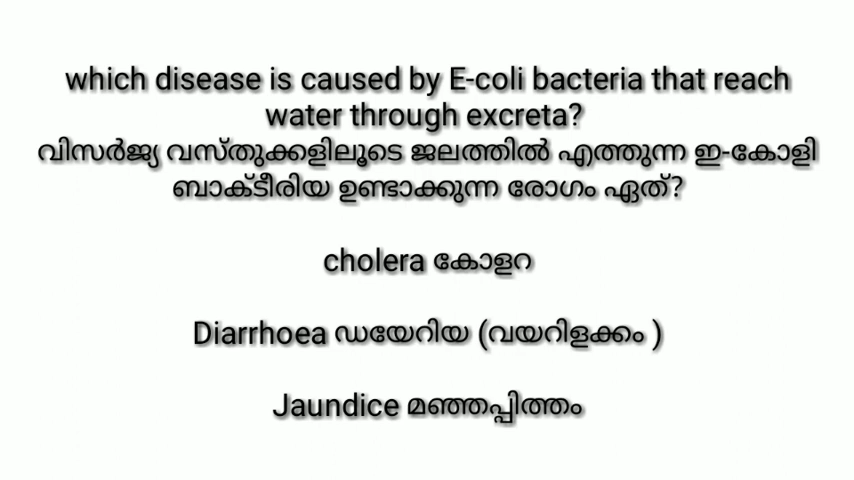 which disease is caused by E-coli bacteria that reach
water through excreta?
വിസർജ്യ വസ്തുക്കളിലൂടെ ജലത്തിൽ എത്തുന്ന ഇ-കോളി
ബാക്ടീരിയ ഉണ്ടാക്കുന്ന രോഗം ഏത്?
cholera കോളറ
Diarrhoea ഡയേറിയ (വയറിളക്കം )
Jaundice മഞ്ഞപ്പിത്തം